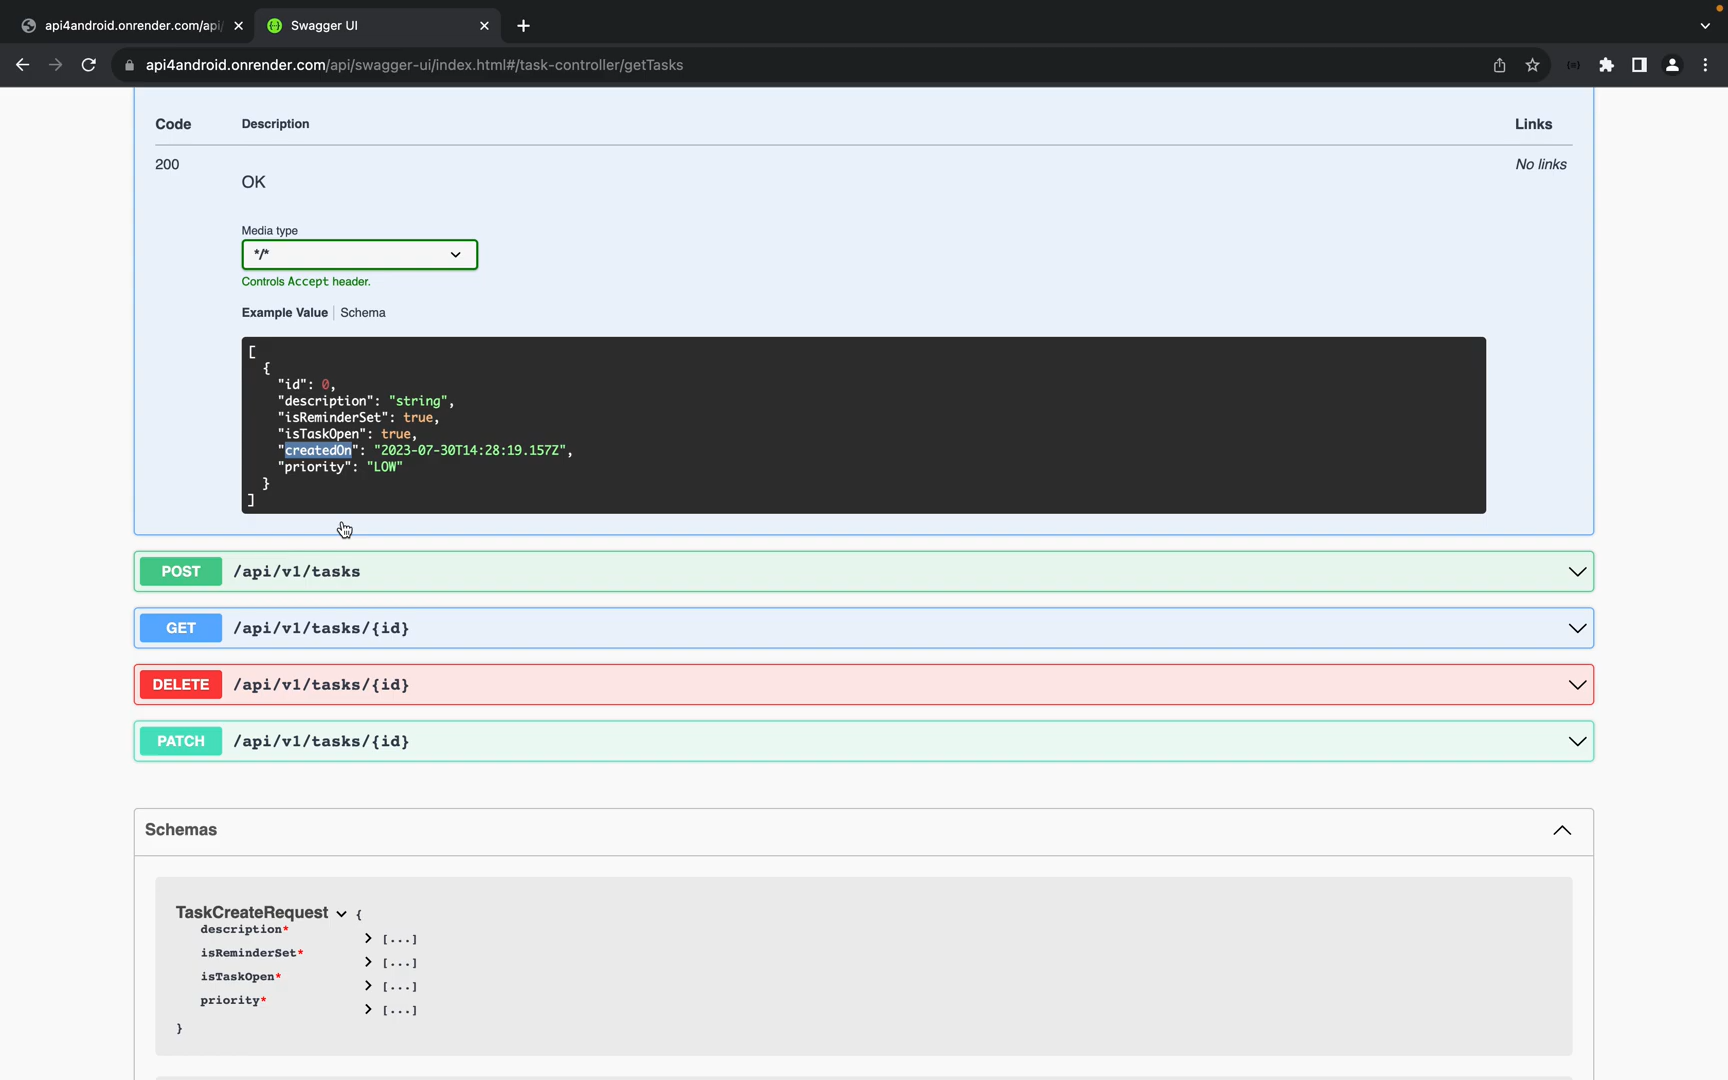 api4android.onrender.com/api/
Swagger UI
api4android.onrender.com/api/swagger-ui/index.html#/task-controller/getTasks
Code Description Links
200 OK No links
Media type
*/*
Controls Accept header.
Example Value Schema
[
{
"id": 0,
"description": "string",
"isReminderSet": true,
"isTaskOpen": true,
"createdOn": "2023-07-30T14:28:19.157Z",
"priority": "LOW"
}
]
POST /api/v1/tasks
GET /api/v1/tasks/{id}
DELETE /api/v1/tasks/{id}
PATCH /api/v1/tasks/{id}
Schemas
TaskCreateRequest {
description* [...]
isReminderSet* [...]
isTaskOpen* [...]
priority* [...]
}